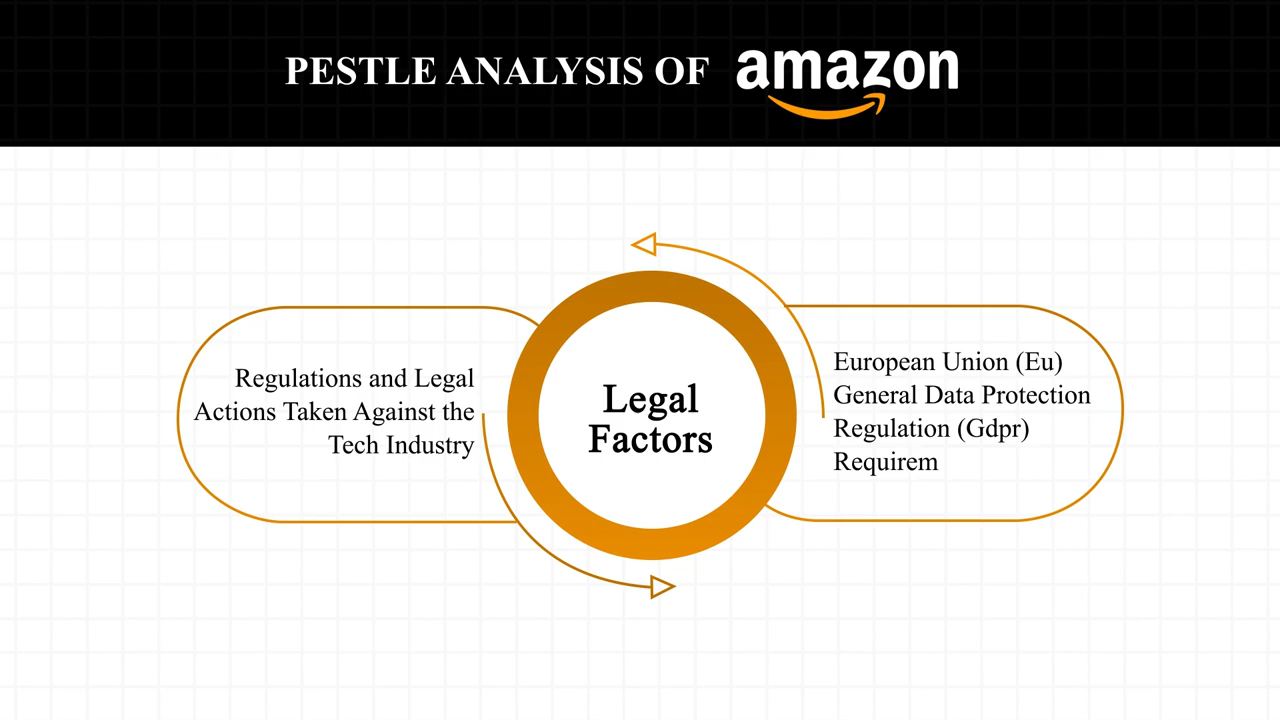 PESTLE ANALYSIS OF amazon
Regulations and Legal
Actions Taken Against the
Tech Industry
Legal
Factors
European Union (Eu)
General Data Protection
Regulation (Gdpr)
Requirem